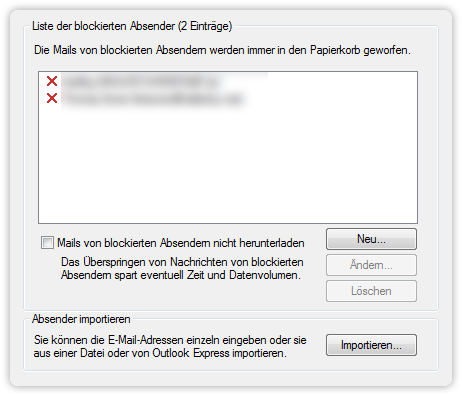 Liste der blockierten Absender (2 Einträge)
Die Mails von blockierten Absendern werden immer in den Papierkorb geworfen.
Mails von blockierten Absendern nicht herunterladen
Das Überspringen von Nachrichten von blockierten
Absendern spart eventuell Zeit und Datenvolumen.
Neu...
Ändern...
Löschen
Absender importieren
Sie können die E-Mail-Adressen einzeln eingeben oder sie
aus einer Datei oder von Outlook Express importieren.
Importieren...